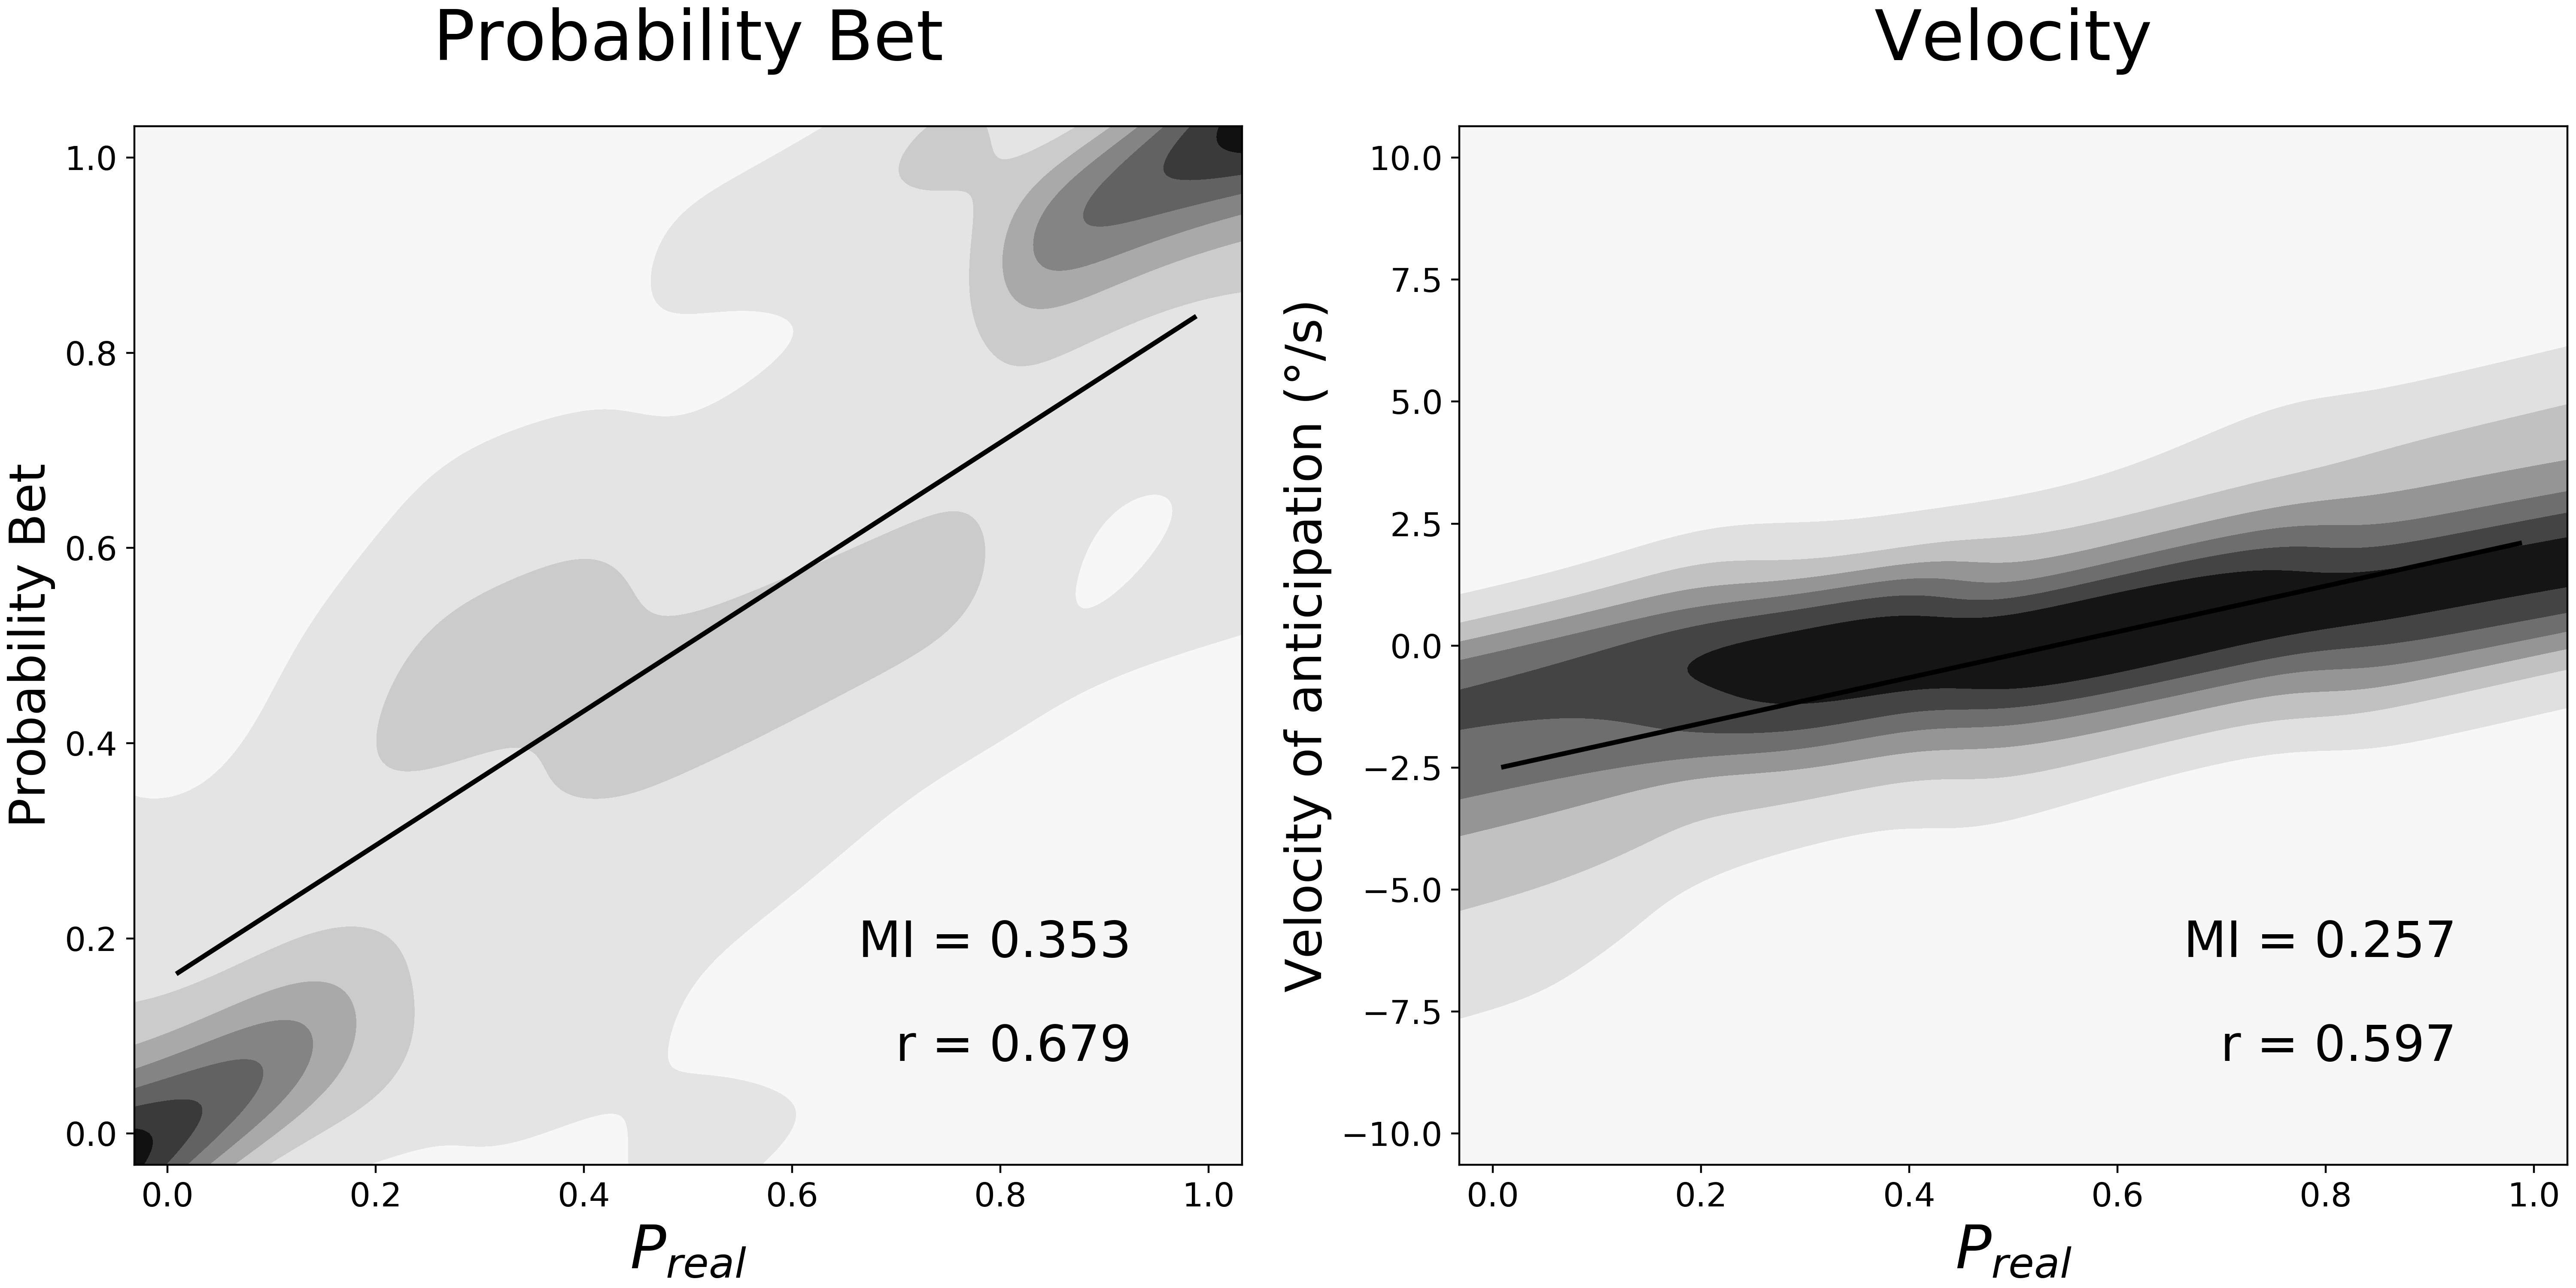 Probability Bet
Probability Bet
1.0
0.8
0.6
0.4
0.2
0.0
MI = 0.353
r = 0.679
0.0 0.2 0.4 0.6 0.8 1.0
P_real
Velocity
Velocity of anticipation (°/s)
10.0
7.5
5.0
2.5
0.0
−2.5
−5.0
−7.5
−10.0
MI = 0.257
r = 0.597
0.0 0.2 0.4 0.6 0.8 1.0
P_real